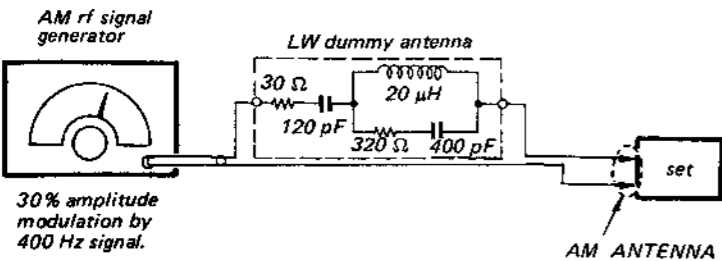 AM rf signal
generator
LW dummy antenna
30 Ω
120 pF
20 μH
320 Ω
400 pF
set
30% amplitude
modulation by
400 Hz signal.
AM ANTENNA